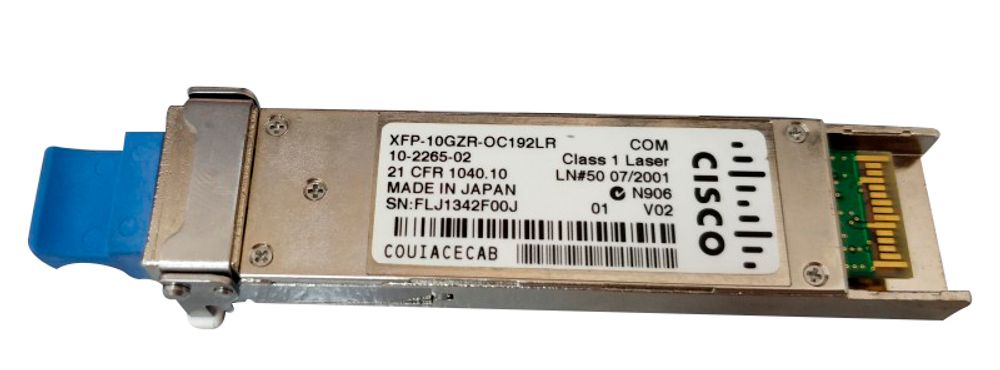 XFP-10GZR-OC192LR COM
10-2265-02 Class 1 Laser
21 CFR 1040.10 LN#50 07/2001
MADE IN JAPAN N906
SN:FLJ1342F00J 01 V02
COUIACECAB
CISCO